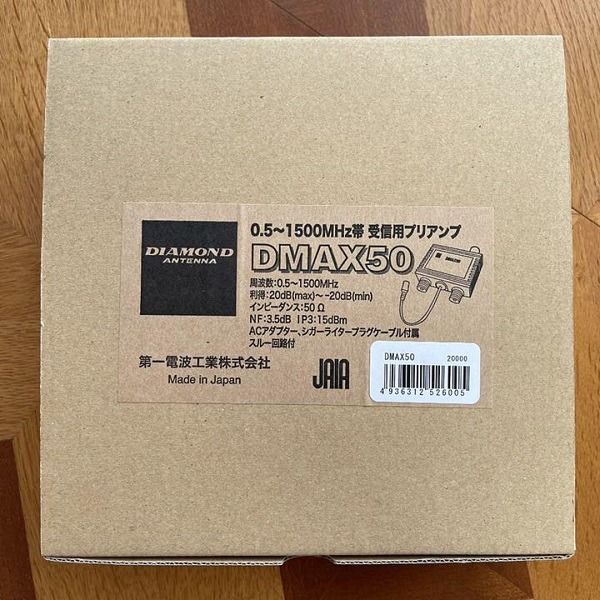 DIAMOND
ANTENNA
0.5～1500MHz帯 受信用プリアンプ
DMAX50
周波数:0.5～1500MHz
利得:20dB(max)～-20dB(min)
インピーダンス:50Ω
NF:3.5dB IP3:15dBm
ACアダプター、シガーライタープラグケーブル付属
スルー回路付
第一電波工業株式会社
Made in Japan
JAIA
DMAX50 20000
4936312526005